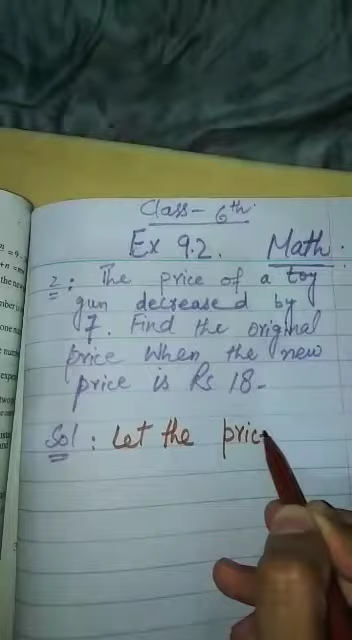 Class - 6th.
Ex 9.2. Math.
2: The price of a toy
gun decreased by
7. Find the original
price when the new
price is Rs 18-
Sol: Let the pric